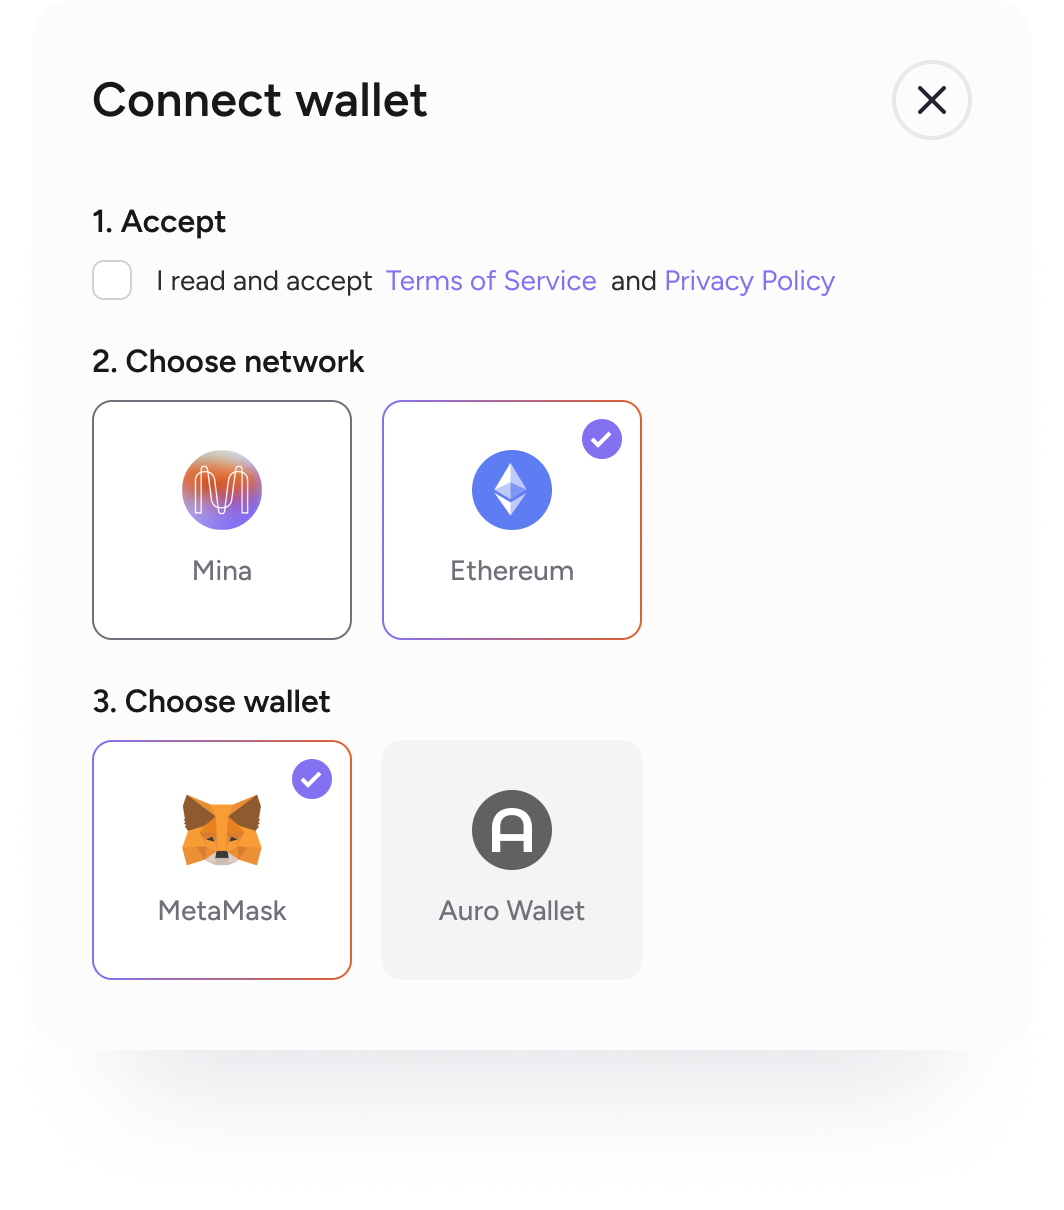 Connect wallet
1. Accept
I read and accept Terms of Service and Privacy Policy
2. Choose network
Mina
Ethereum
3. Choose wallet
MetaMask
Auro Wallet